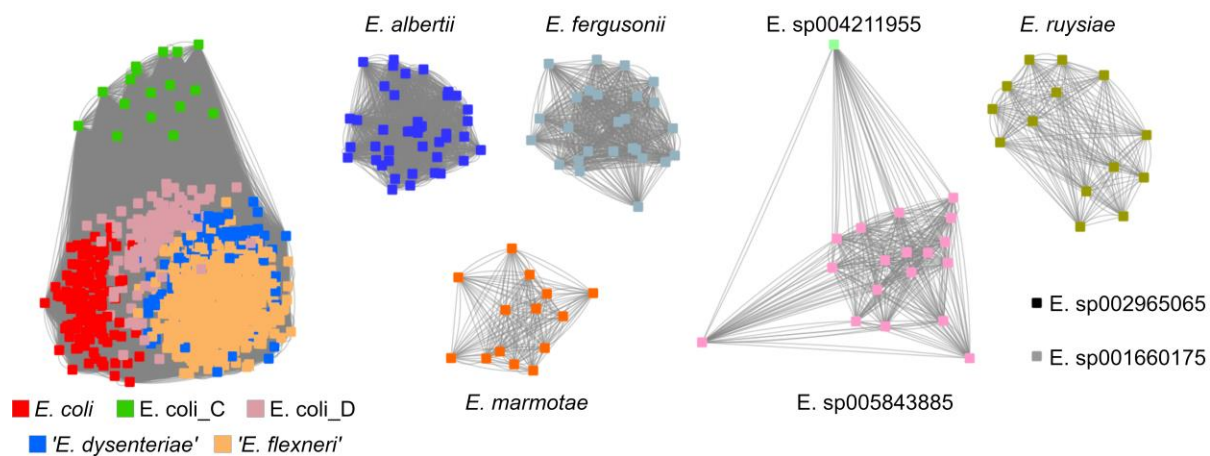 E. albertii
E. fergusonii
E. sp004211955
E. ruysiae
E. sp002965065
E. sp001660175
E. marmotae
E. sp005843885
E. coli
E. coli_C
E. coli_D
'E. dysenteriae'
'E. flexneri'